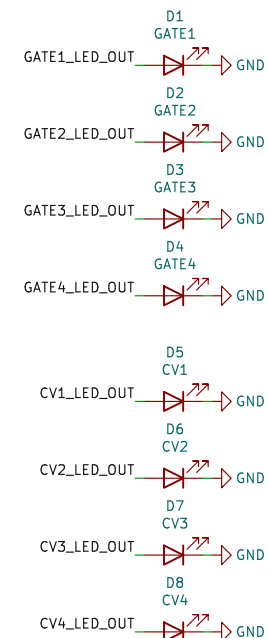 D1
GATE1
GATE1_LED_OUT
GND
D2
GATE2
GATE2_LED_OUT
GND
D3
GATE3
GATE3_LED_OUT
GND
D4
GATE4
GATE4_LED_OUT
GND
D5
CV1
CV1_LED_OUT
GND
D6
CV2
CV2_LED_OUT
GND
D7
CV3
CV3_LED_OUT
GND
D8
CV4
CV4_LED_OUT
GND